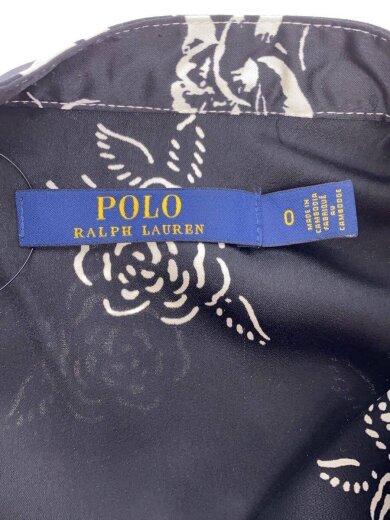 POLO
RALPH LAUREN
0
MADE IN
CAMBODIA
FABRIQUÉ
AU
CAMBODGE